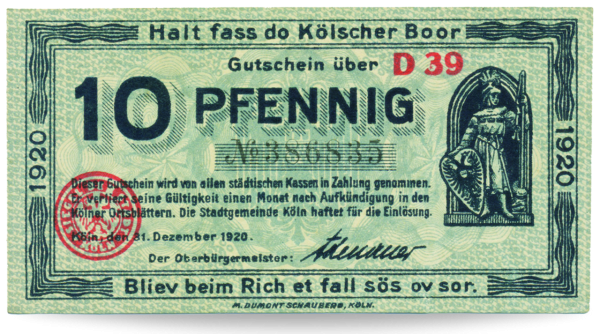 Halt fass do Kölscher Boor
Gutschein über D 39
10 PFENNIG
№386835
Dieser Gutschein wird von allen städtischen Kassen in Zahlung genommen.
Er verliert seine Gültigkeit einen Monat nach Aufkündigung in den
Kölner Ortsblättern. Die Stadtgemeinde Köln haftet für die Einlösung.
Köln, den 31. Dezember 1920.
Der Oberbürgermeister: Adenauer
Bliev beim Rich et fall sös ov sor.
M. DUMONT SCHAUBERG, KÖLN.
1920
1920